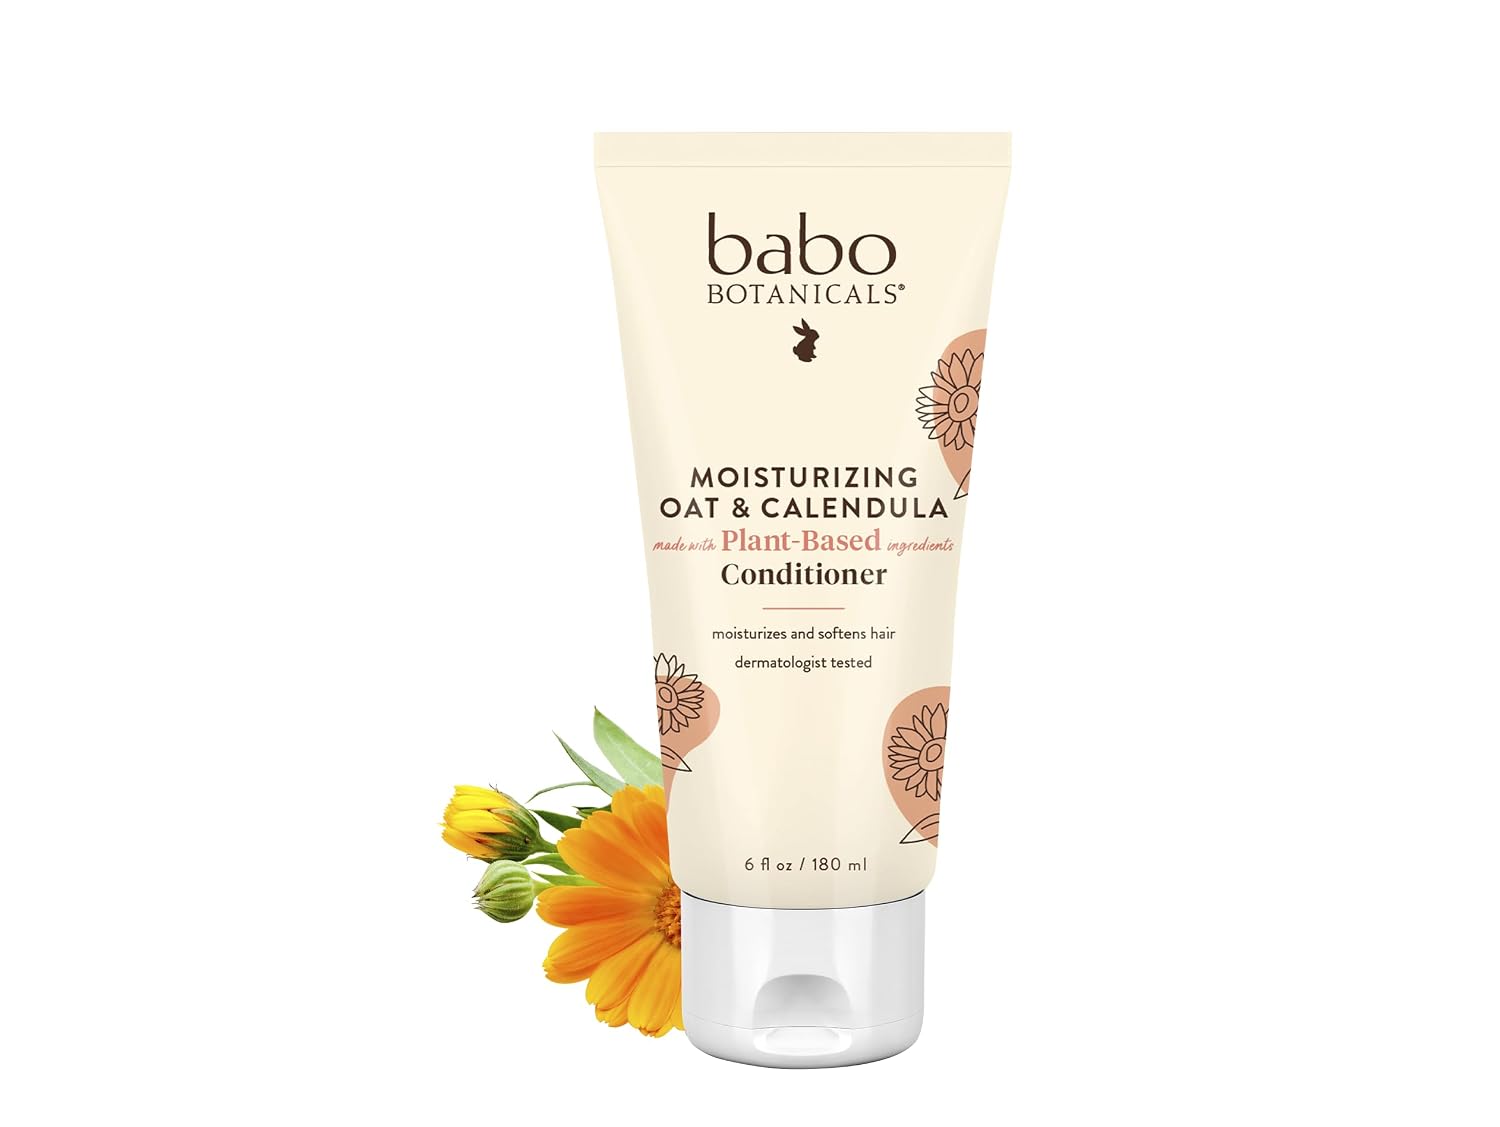 babo
BOTANICALS®
MOISTURIZING
OAT & CALENDULA
made with Plant-Based ingredients
Conditioner
moisturizes and softens hair
dermatologist tested
6 fl oz / 180 ml